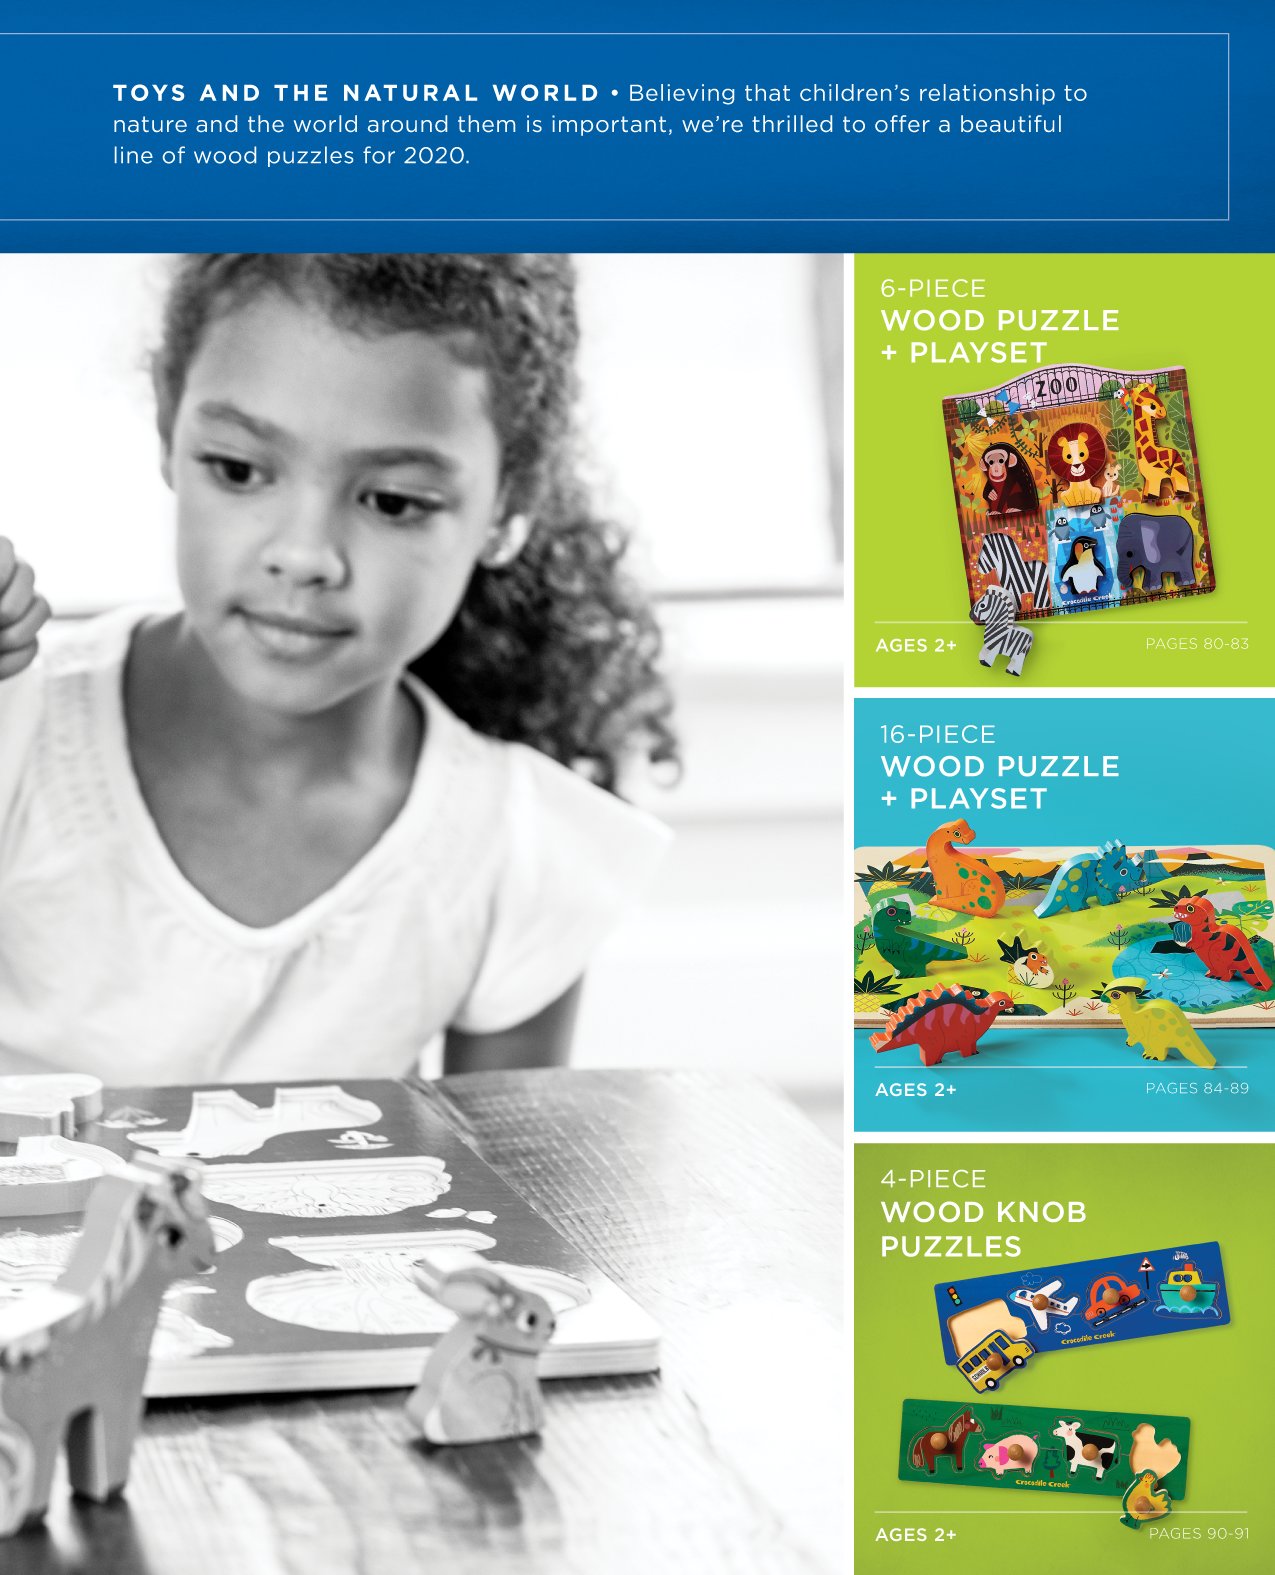 TOYS AND THE NATURAL WORLD • Believing that children's relationship to
nature and the world around them is important, we're thrilled to offer a beautiful
line of wood puzzles for 2020.
6-PIECE
WOOD PUZZLE
+ PLAYSET
ZOO
Crocodile Creek
AGES 2+
PAGES 80-83
16-PIECE
WOOD PUZZLE
+ PLAYSET
AGES 2+
PAGES 84-89
4-PIECE
WOOD KNOB
PUZZLES
Crocodile Creek
SCHOOL
Crocodile Creek
AGES 2+
PAGES 90-91